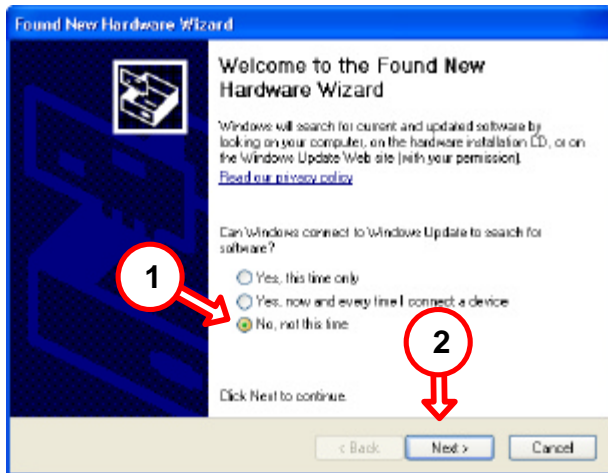 Found New Hardware Wizard
Welcome to the Found New
Hardware Wizard
Windows will search for current and updated software by
looking on your computer, on the hardware installation CD, or on
the Windows Update Web site (with your permission).
Read our privacy policy
Can Windows connect to Windows Update to search for
software?
1
Yes, this time only
Yes, now and every time I connect a device
No, not this time
2
Click Next to continue.
< Back
Next >
Cancel